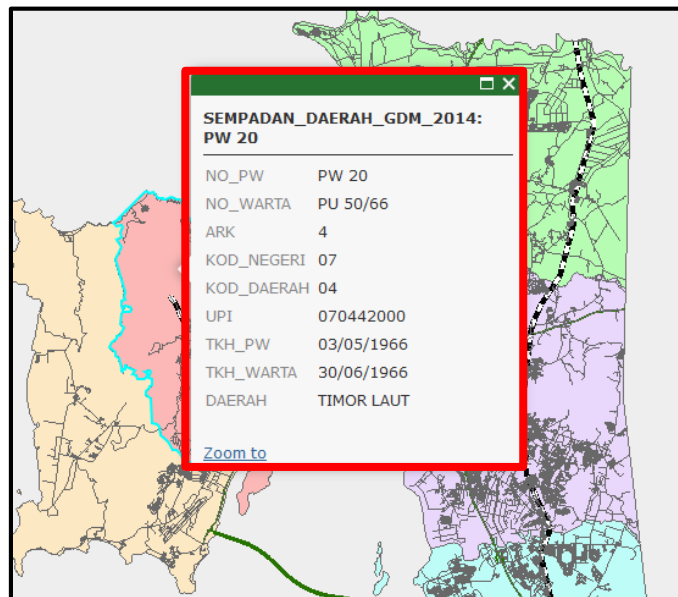 SEMPADAN_DAERAH_GDM_2014:
PW 20
NO_PW PW 20
NO_WARTA PU 50/66
ARK 4
KOD_NEGERI 07
KOD_DAERAH 04
UPI 070442000
TKH_PW 03/05/1966
TKH_WARTA 30/06/1966
DAERAH TIMOR LAUT
Zoom to